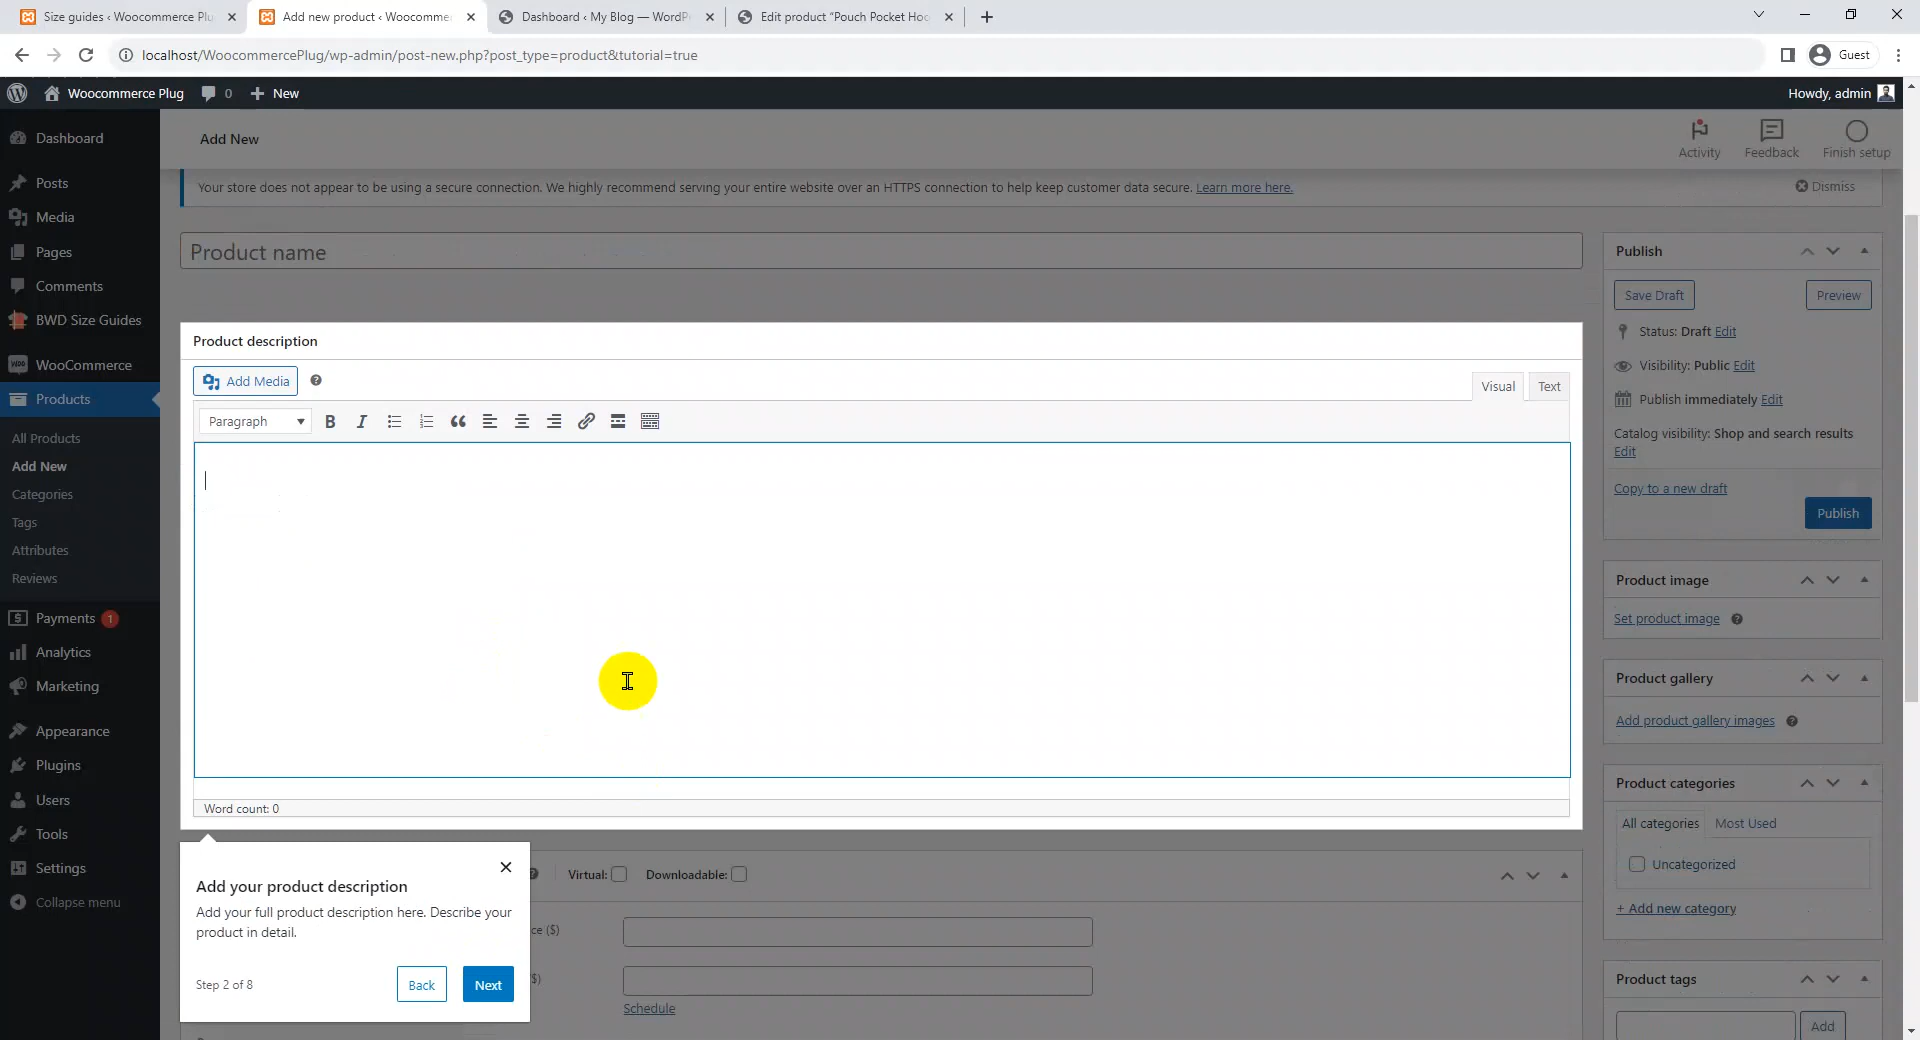 Size guides ‹ Woocommerce Plu
Add new product ‹ Woocomme
Dashboard ‹ My Blog — WordP
Edit product “Pouch Pocket Hoo
localhost/WoocommercePlug/wp-admin/post-new.php?post_type=product&tutorial=true
Guest
Woocommerce Plug
0
New
Howdy, admin
Dashboard
Posts
Media
Pages
Comments
BWD Size Guides
WooCommerce
Products
All Products
Add New
Categories
Tags
Attributes
Reviews
Payments 1
Analytics
Marketing
Appearance
Plugins
Users
Tools
Settings
Collapse menu
Add New
Activity
Feedback
Finish setup
Your store does not appear to be using a secure connection. We highly recommend serving your entire website over an HTTPS connection to help keep customer data secure. Learn more here.
Dismiss
Product name
Product description
Add Media
Visual
Text
Paragraph
Word count: 0
Virtual:
Downloadable:
ce ($)
$)
Schedule
Add your product description
Add your full product description here. Describe your
product in detail.
Step 2 of 8
Back
Next
Publish
Save Draft
Preview
Status: Draft Edit
Visibility: Public Edit
Publish immediately Edit
Catalog visibility: Shop and search results
Edit
Copy to a new draft
Publish
Product image
Set product image
Product gallery
Add product gallery images
Product categories
All categories
Most Used
Uncategorized
+ Add new category
Product tags
Add